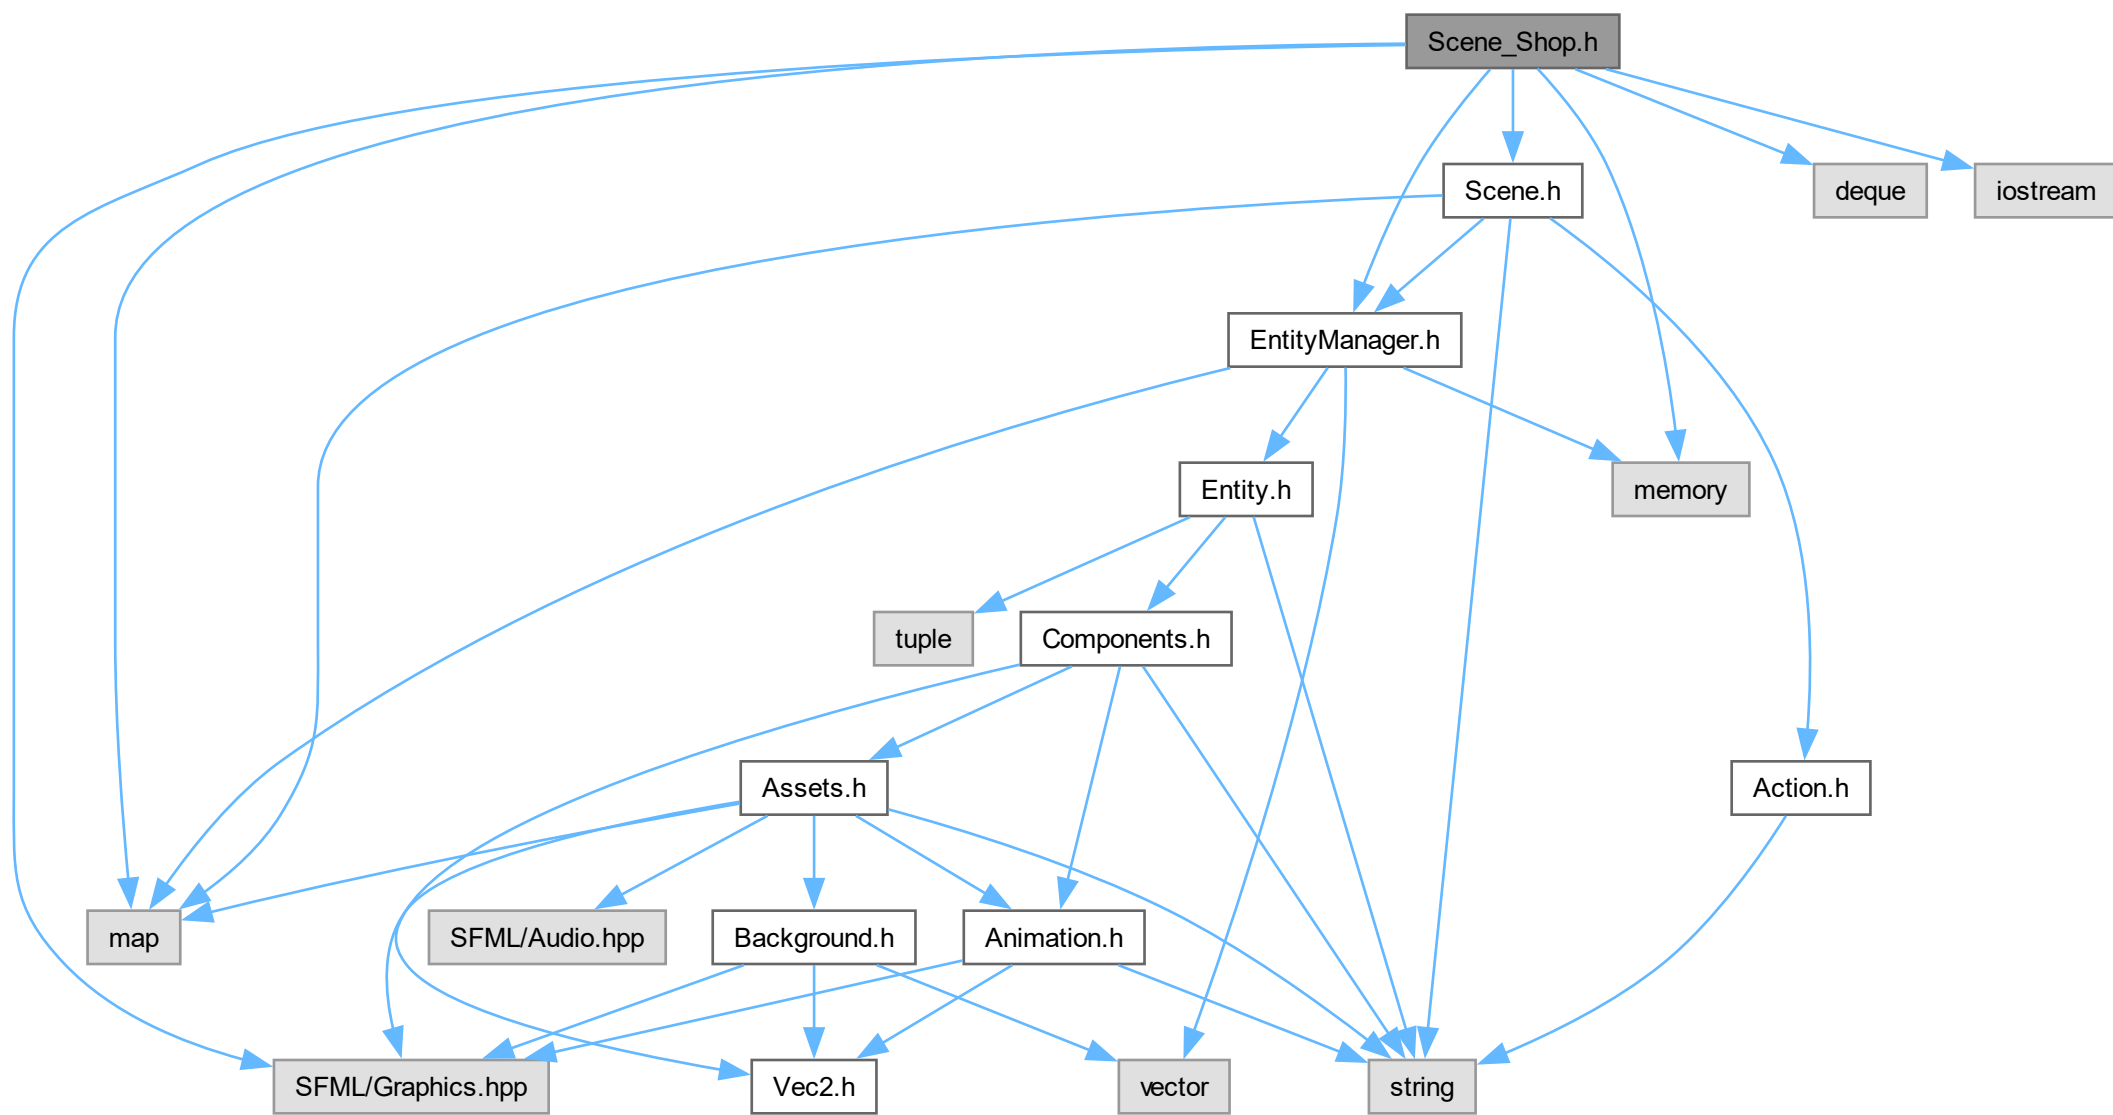 Scene_Shop.h
Scene.h
deque
iostream
EntityManager.h
Entity.h
memory
tuple
Components.h
Assets.h
Action.h
map
SFML/Audio.hpp
Background.h
Animation.h
SFML/Graphics.hpp
Vec2.h
vector
string